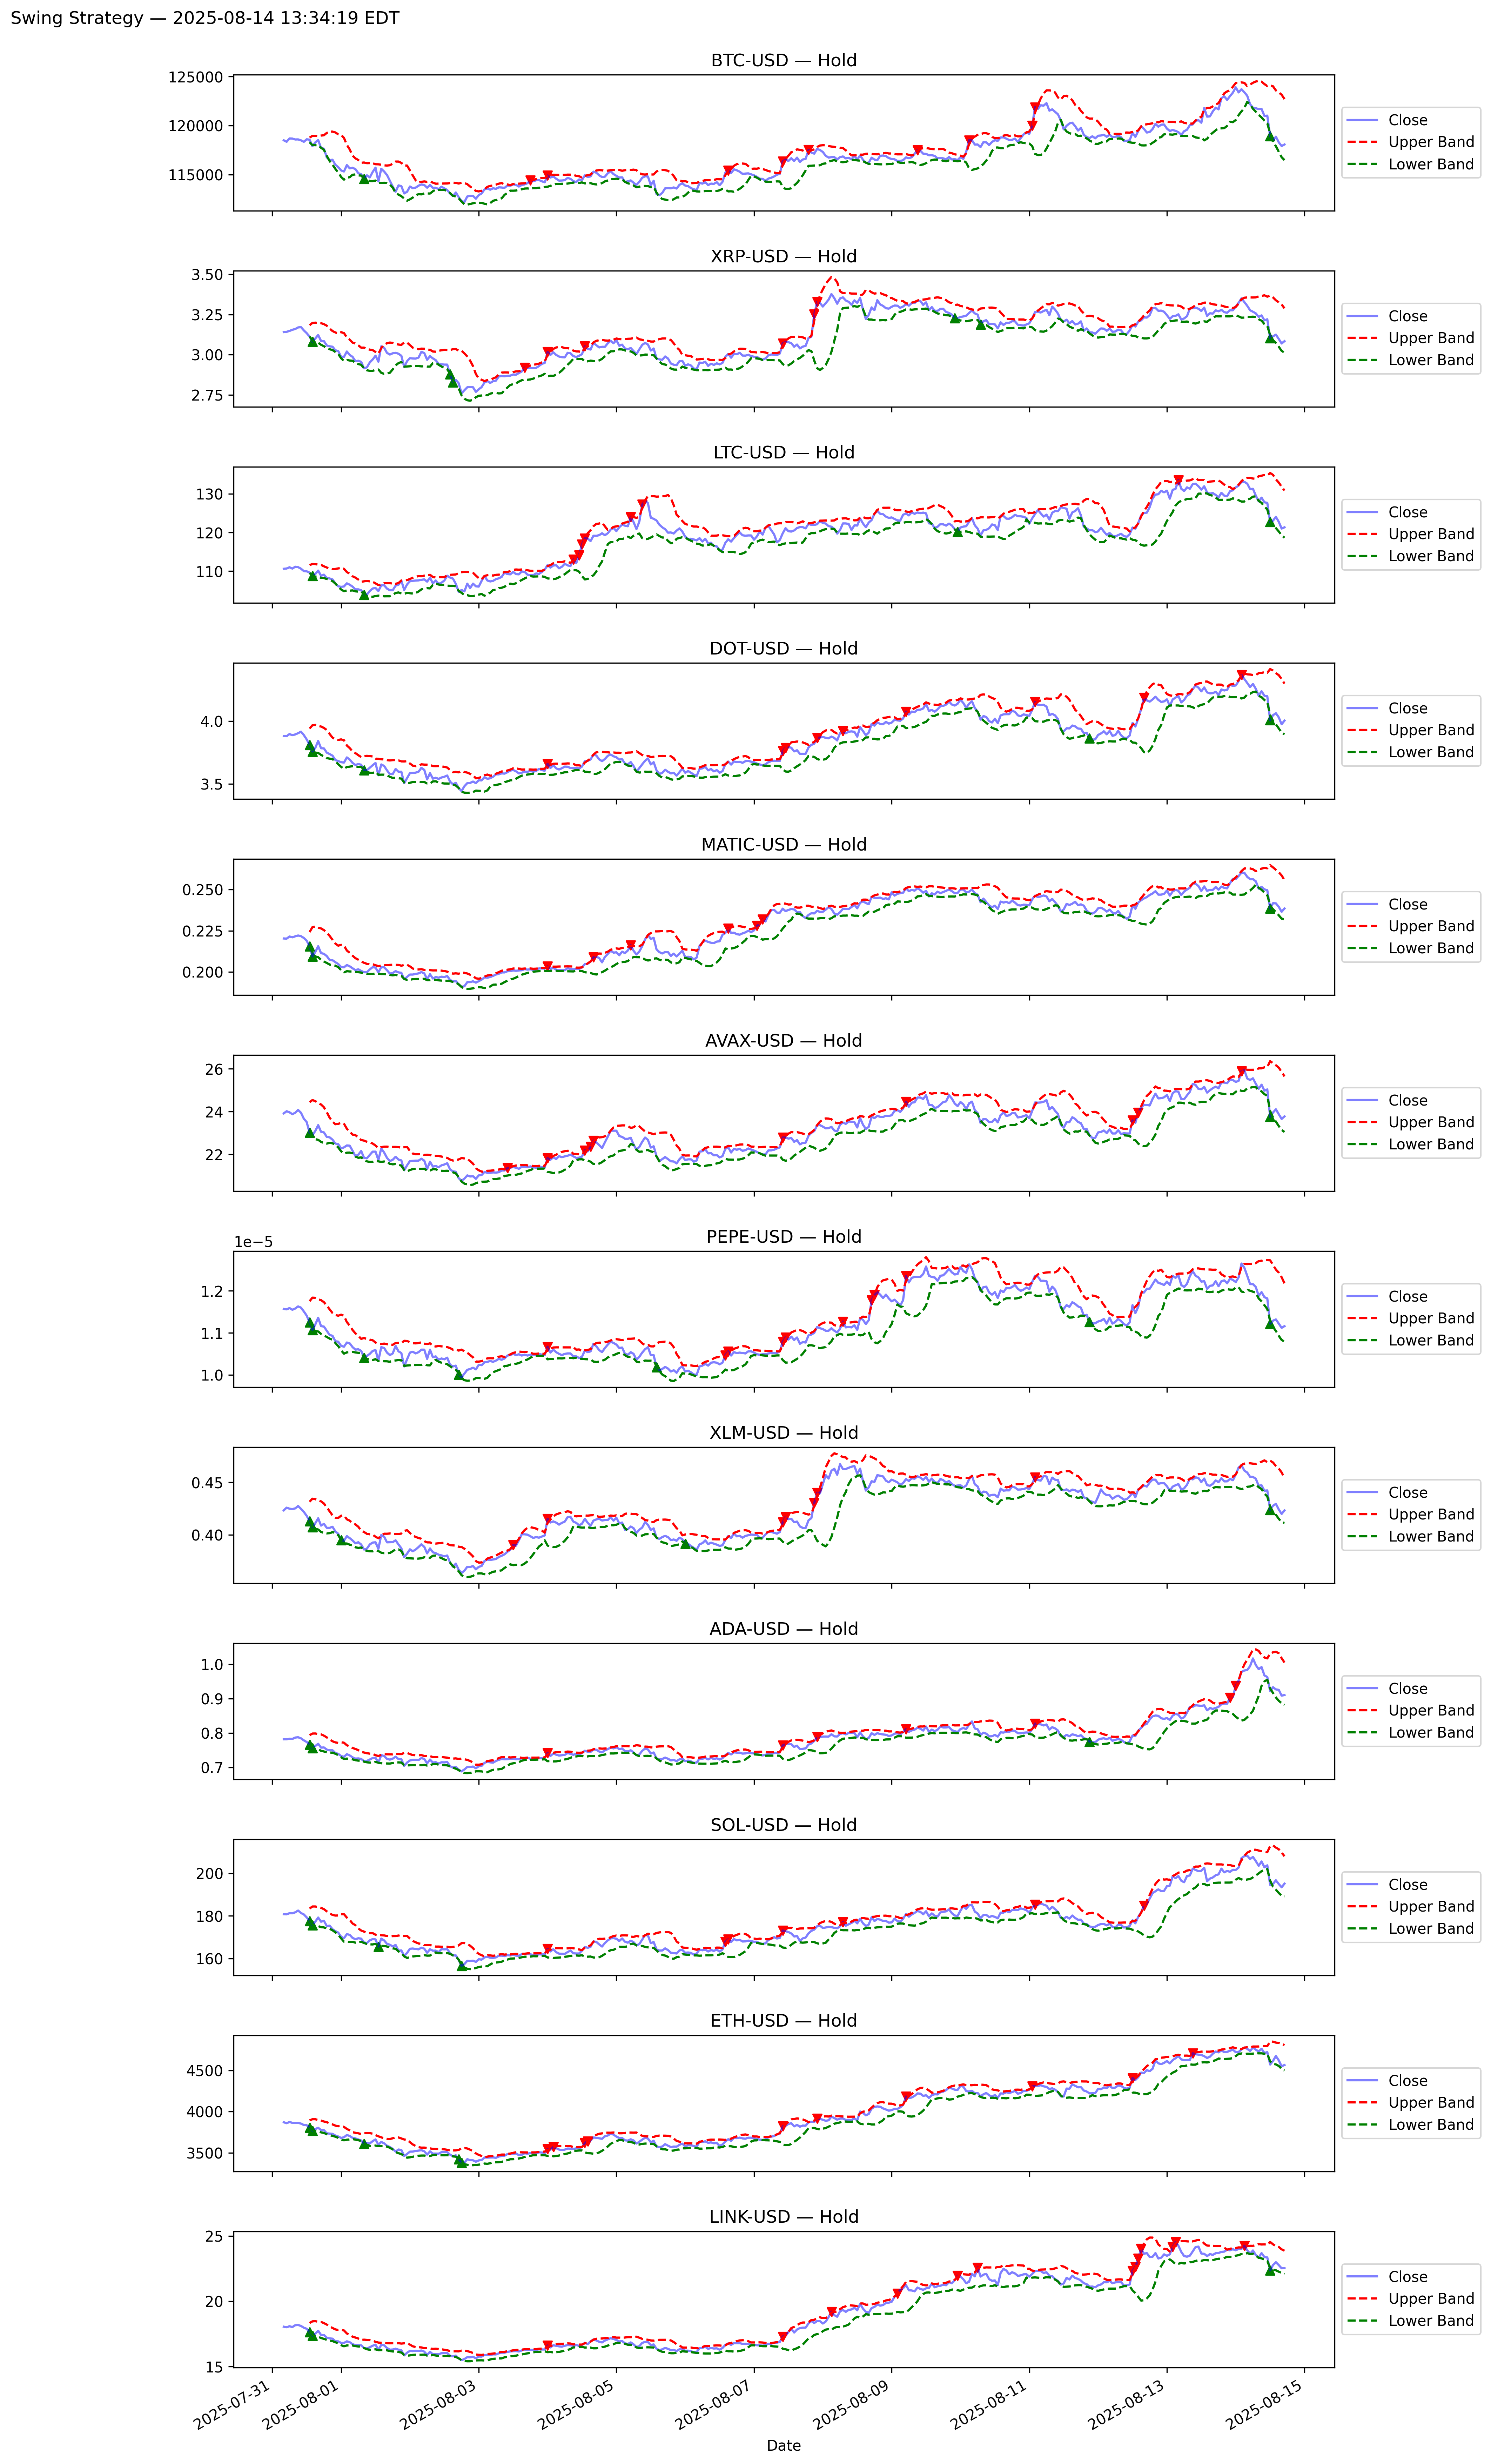 Swing Strategy — 2025-08-14 13:34:19 EDT
BTC-USD — Hold
125000
120000
115000
Close
Upper Band
Lower Band
XRP-USD — Hold
3.50
3.25
3.00
2.75
Close
Upper Band
Lower Band
LTC-USD — Hold
130
120
110
Close
Upper Band
Lower Band
DOT-USD — Hold
4.0
3.5
Close
Upper Band
Lower Band
MATIC-USD — Hold
0.250
0.225
0.200
Close
Upper Band
Lower Band
AVAX-USD — Hold
26
24
22
Close
Upper Band
Lower Band
PEPE-USD — Hold
1e−5
1.2
1.1
1.0
Close
Upper Band
Lower Band
XLM-USD — Hold
0.45
0.40
Close
Upper Band
Lower Band
ADA-USD — Hold
1.0
0.9
0.8
0.7
Close
Upper Band
Lower Band
SOL-USD — Hold
200
180
160
Close
Upper Band
Lower Band
ETH-USD — Hold
4500
4000
3500
Close
Upper Band
Lower Band
LINK-USD — Hold
25
20
15
Close
Upper Band
Lower Band
2025-07-31
2025-08-01
2025-08-03
2025-08-05
2025-08-07
2025-08-09
2025-08-11
2025-08-13
2025-08-15
Date